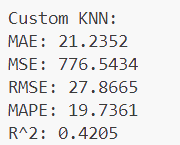 Custom KNN:
MAE: 21.2352
MSE: 776.5434
RMSE: 27.8665
MAPE: 19.7361
R^2: 0.4205